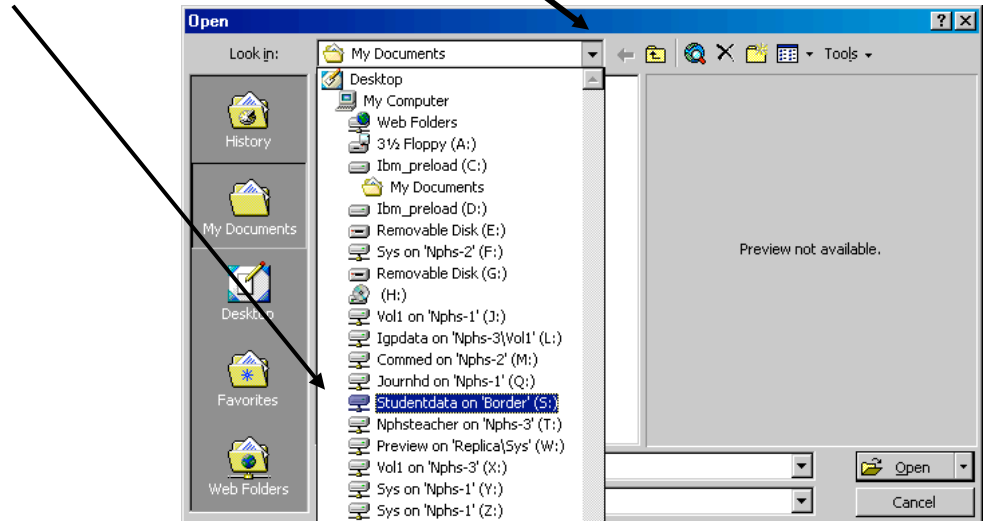 Open
Look in:
My Documents
Tools
History
My Documents
Desktop
Favorites
Web Folders
Desktop
My Computer
Web Folders
3½ Floppy (A:)
Ibm_preload (C:)
My Documents
Ibm_preload (D:)
Removable Disk (E:)
Sys on 'Nphs-2' (F:)
Removable Disk (G:)
(H:)
Vol1 on 'Nphs-1' (J:)
Igpdata on 'Nphs-3\Vol1' (L:)
Commed on 'Nphs-2' (M:)
Journhd on 'Nphs-1' (Q:)
Studentdata on 'Border' (S:)
Nphsteacher on 'Nphs-3' (T:)
Preview on 'Replica\Sys' (W:)
Vol1 on 'Nphs-3' (X:)
Sys on 'Nphs-1' (Y:)
Sys on 'Nphs-1' (Z:)
Preview not available.
Open
Cancel